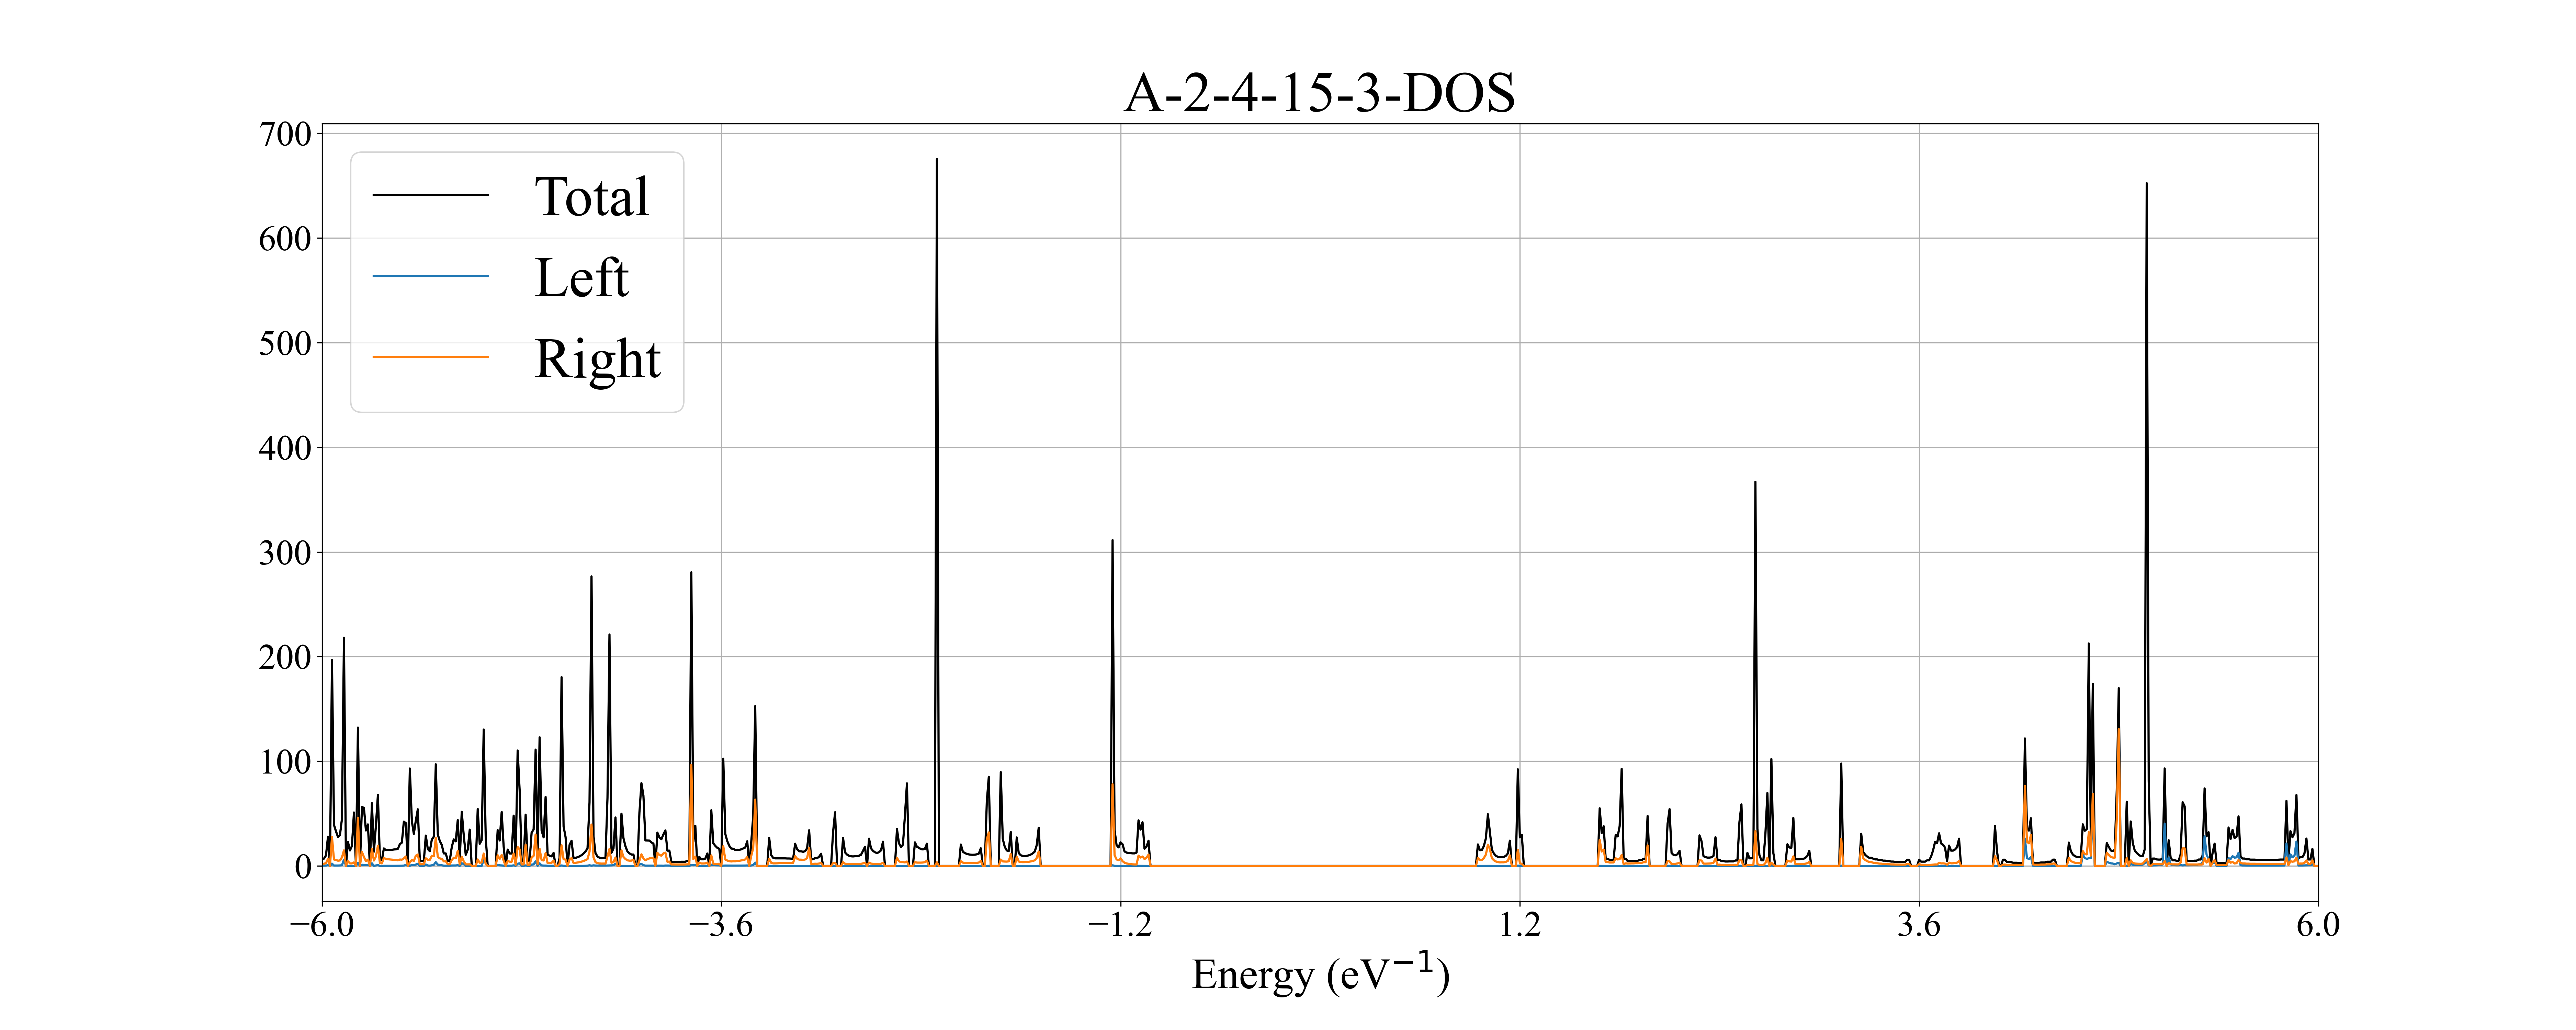 A-2-4-15-3-DOS
700
600
500
400
300
200
100
0
Total
Left
Right
−6.0 −3.6 −1.2 1.2 3.6 6.0
Energy (eV⁻¹)